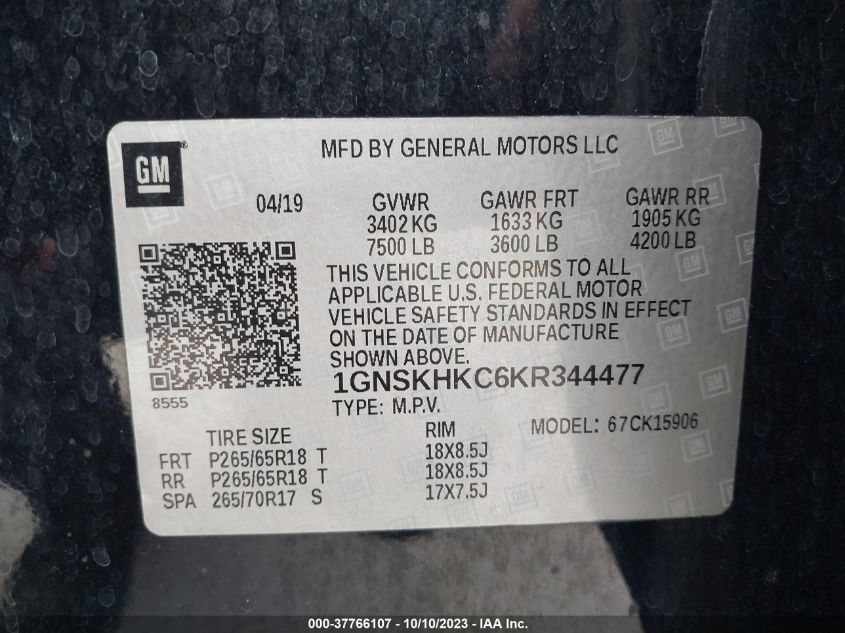 GM
®
MFD BY GENERAL MOTORS LLC
04/19
GVWR GAWR FRT GAWR RR
3402 KG 1633 KG 1905 KG
7500 LB 3600 LB 4200 LB
THIS VEHICLE CONFORMS TO ALL
APPLICABLE U.S. FEDERAL MOTOR
VEHICLE SAFETY STANDARDS IN EFFECT
ON THE DATE OF MANUFACTURE
SHOWN ABOVE.
8555
1GNSKHKC6KR344477
TYPE: M.P.V.
MODEL: 67CK15906
TIRE SIZE RIM
FRT P265/65R18 T 18X8.5J
RR P265/65R18 T 18X8.5J
SPA 265/70R17 S 17X7.5J
000-37766107 - 10/10/2023 - IAA Inc.